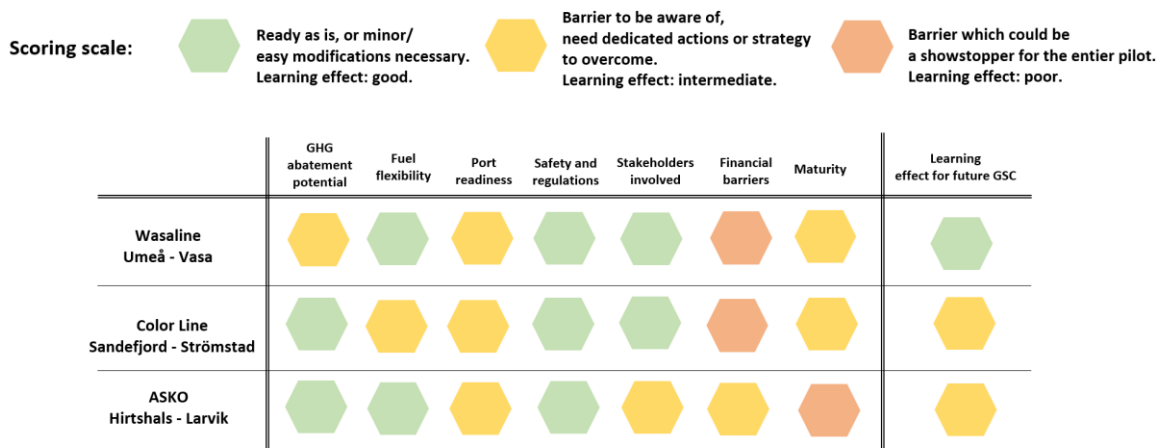 Scoring scale:
Ready as is, or minor/
easy modifications necessary.
Learning effect: good.
Barrier to be aware of,
need dedicated actions or strategy
to overcome.
Learning effect: intermediate.
Barrier which could be
a showstopper for the entier pilot.
Learning effect: poor.
GHG
abatement
potential
Fuel
flexibility
Port
readiness
Safety and
regulations
Stakeholders
involved
Financial
barriers
Maturity
Learning
effect for future GSC
Wasaline
Umeå - Vasa
Color Line
Sandefjord - Strömstad
ASKO
Hirtshals - Larvik